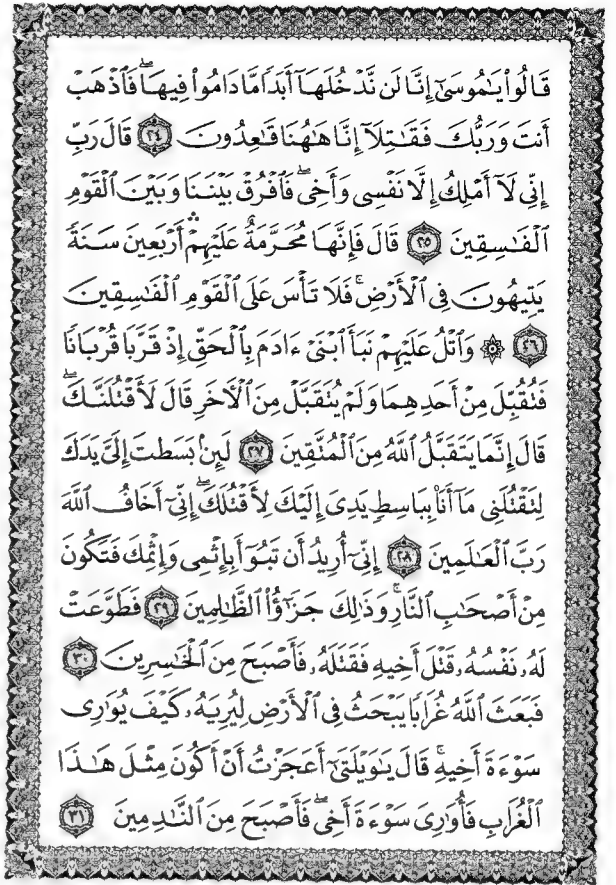 قَالُوا۟ يَـٰمُوسَىٰٓ إِنَّا لَن نَّدْخُلَهَآ أَبَدًا مَّا دَامُوا۟ فِيهَا ۖ فَٱذْهَبْ
أَنتَ وَرَبُّكَ فَقَـٰتِلَآ إِنَّا هَـٰهُنَا قَـٰعِدُونَ ٢٤ قَالَ رَبِّ
إِنِّى لَآ أَمْلِكُ إِلَّا نَفْسِى وَأَخِى ۖ فَٱفْرُقْ بَيْنَنَا وَبَيْنَ ٱلْقَوْمِ
ٱلْفَـٰسِقِينَ ٢٥ قَالَ فَإِنَّهَا مُحَرَّمَةٌ ۛ عَلَيْهِمْ ۛ أَرْبَعِينَ سَنَةً
يَتِيهُونَ فِى ٱلْأَرْضِ ۚ فَلَا تَأْسَ عَلَى ٱلْقَوْمِ ٱلْفَـٰسِقِينَ
٢٦ ۞ وَٱتْلُ عَلَيْهِمْ نَبَأَ ٱبْنَىْ ءَادَمَ بِٱلْحَقِّ إِذْ قَرَّبَا قُرْبَانًا
فَتُقُبِّلَ مِنْ أَحَدِهِمَا وَلَمْ يُتَقَبَّلْ مِنَ ٱلْـَٔاخَرِ قَالَ لَأَقْتُلَنَّكَ ۖ
قَالَ إِنَّمَا يَتَقَبَّلُ ٱللَّهُ مِنَ ٱلْمُتَّقِينَ ٢٧ لَئِنۢ بَسَطتَ إِلَىَّ يَدَكَ
لِتَقْتُلَنِى مَآ أَنَا۠ بِبَاسِطٍ يَدِىَ إِلَيْكَ لِأَقْتُلَكَ ۖ إِنِّىٓ أَخَافُ ٱللَّهَ
رَبَّ ٱلْعَـٰلَمِينَ ٢٨ إِنِّىٓ أُرِيدُ أَن تَبُوٓأَ بِإِثْمِى وَإِثْمِكَ فَتَكُونَ
مِنْ أَصْحَـٰبِ ٱلنَّارِ ۚ وَذَٰلِكَ جَزَٰٓؤُا۟ ٱلظَّـٰلِمِينَ ٢٩ فَطَوَّعَتْ
لَهُۥ نَفْسُهُۥ قَتْلَ أَخِيهِ فَقَتَلَهُۥ فَأَصْبَحَ مِنَ ٱلْخَـٰسِرِينَ ٣٠
فَبَعَثَ ٱللَّهُ غُرَابًا يَبْحَثُ فِى ٱلْأَرْضِ لِيُرِيَهُۥ كَيْفَ يُوَٰرِى
سَوْءَةَ أَخِيهِ ۚ قَالَ يَـٰوَيْلَتَىٰٓ أَعَجَزْتُ أَنْ أَكُونَ مِثْلَ هَـٰذَا
ٱلْغُرَابِ فَأُوَٰرِىَ سَوْءَةَ أَخِى ۖ فَأَصْبَحَ مِنَ ٱلنَّـٰدِمِينَ ٣١